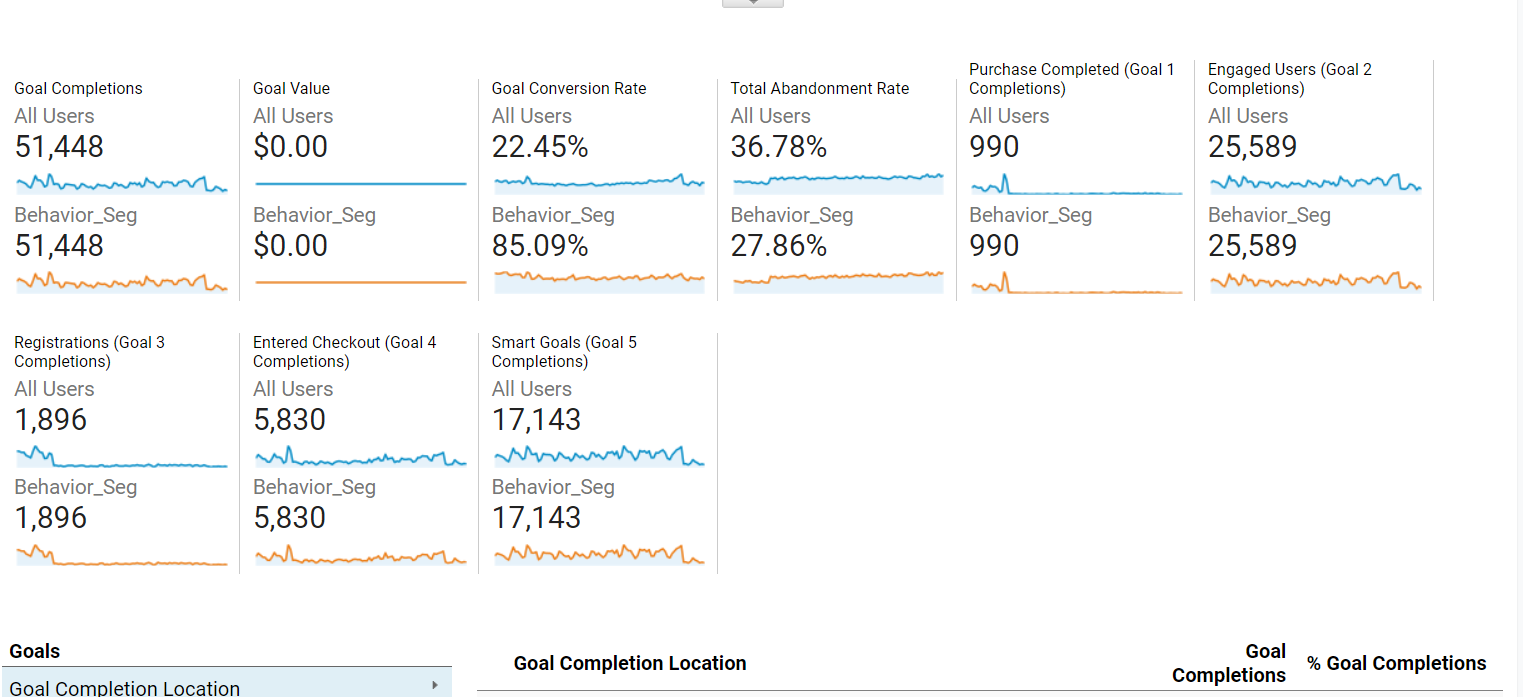 Goal Completions
All Users
51,448
Behavior_Seg
51,448
Goal Value
All Users
$0.00
Behavior_Seg
$0.00
Goal Conversion Rate
All Users
22.45%
Behavior_Seg
85.09%
Total Abandonment Rate
All Users
36.78%
Behavior_Seg
27.86%
Purchase Completed (Goal 1
Completions)
All Users
990
Behavior_Seg
990
Engaged Users (Goal 2
Completions)
All Users
25,589
Behavior_Seg
25,589
Registrations (Goal 3
Completions)
All Users
1,896
Behavior_Seg
1,896
Entered Checkout (Goal 4
Completions)
All Users
5,830
Behavior_Seg
5,830
Smart Goals (Goal 5
Completions)
All Users
17,143
Behavior_Seg
17,143
Goals
Goal Completion Location
Goal Completion Location
Goal
Completions
% Goal Completions